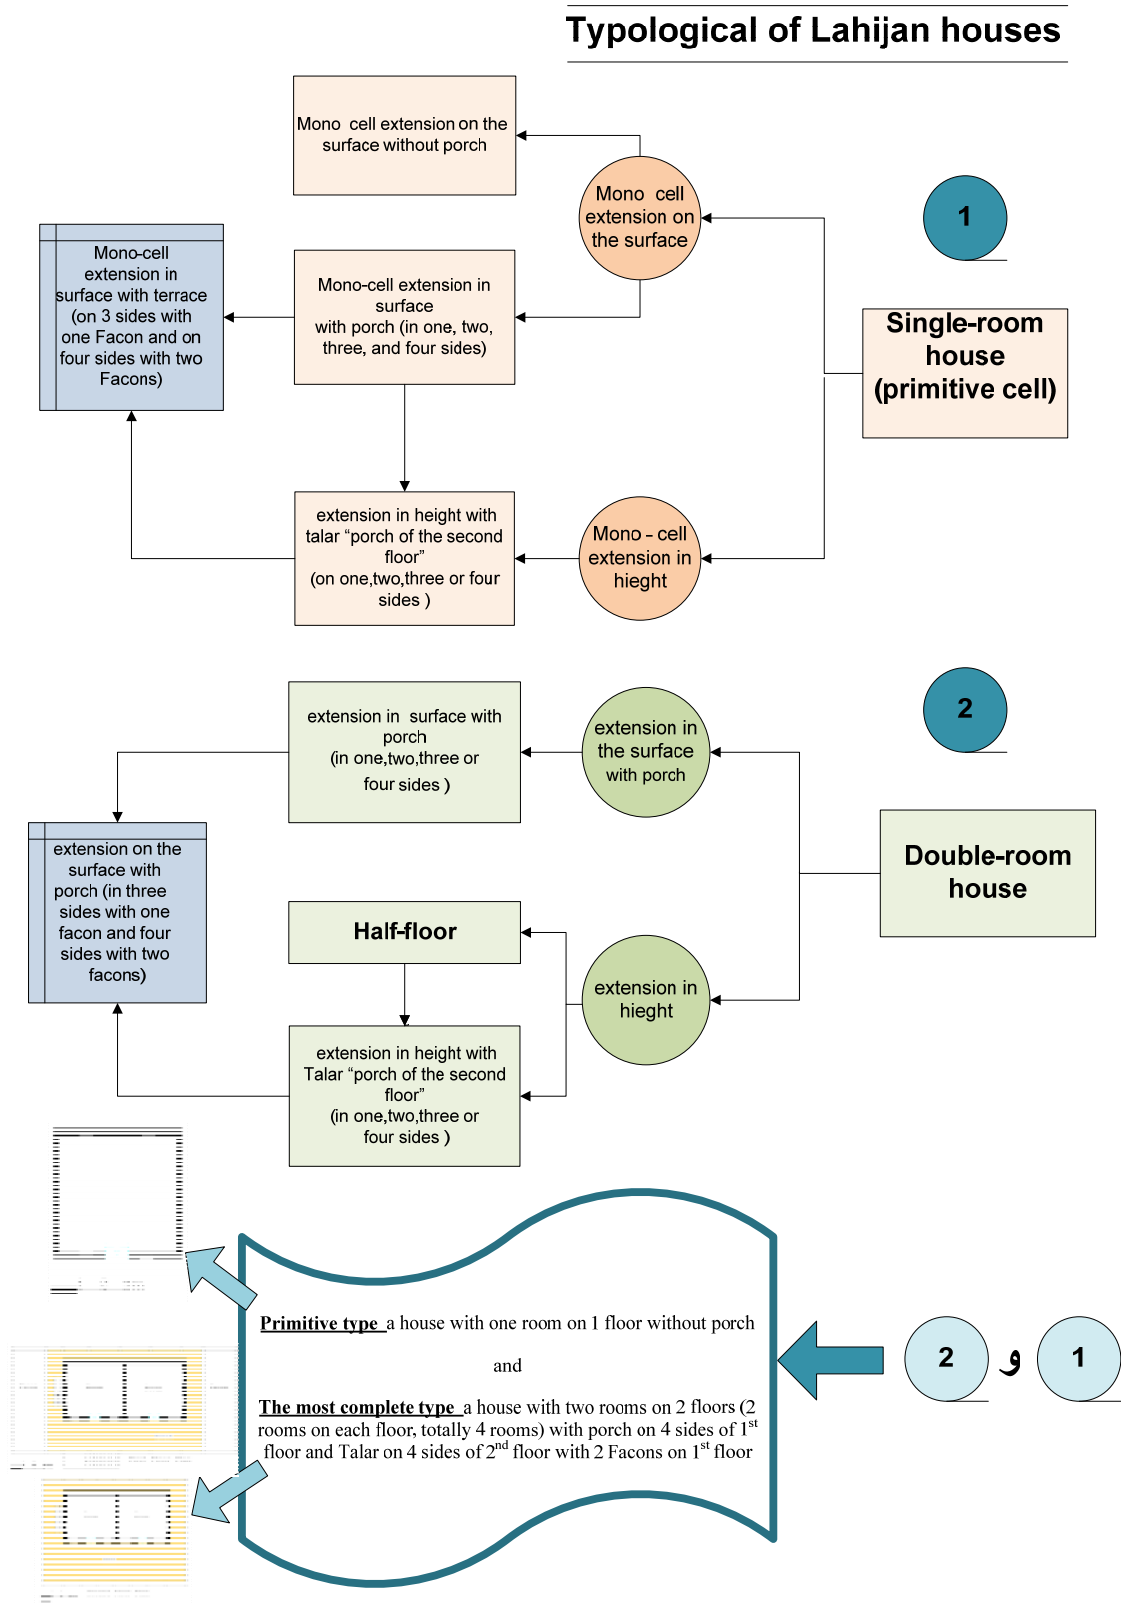 Typological of Lahijan houses
Mono cell extension on the
surface without porch
Mono cell
extension on
the surface
1
Mono-cell
extension in
surface with terrace
(on 3 sides with
one Facon and on
four sides with two
Facons)
Mono-cell extension in
surface
with porch (in one, two,
three, and four sides)
Single-room
house
(primitive cell)
extension in height with
talar “porch of the second
floor”
(on one,two,three or four
sides )
Mono - cell
extension in
hieght
2
extension in surface with
porch
(in one,two,three or
four sides )
extension in
the surface
with porch
extension on the
surface with
porch (in three
sides with one
facon and four
sides with two
facons)
Double-room
house
Half-floor
extension in
hieght
extension in height with
Talar “porch of the second
floor”
(in one,two,three or
four sides )
Primitive type a house with one room on 1 floor without porch
and
The most complete type a house with two rooms on 2 floors (2
rooms on each floor, totally 4 rooms) with porch on 4 sides of 1st
floor and Talar on 4 sides of 2nd floor with 2 Facons on 1st floor
2 و 1